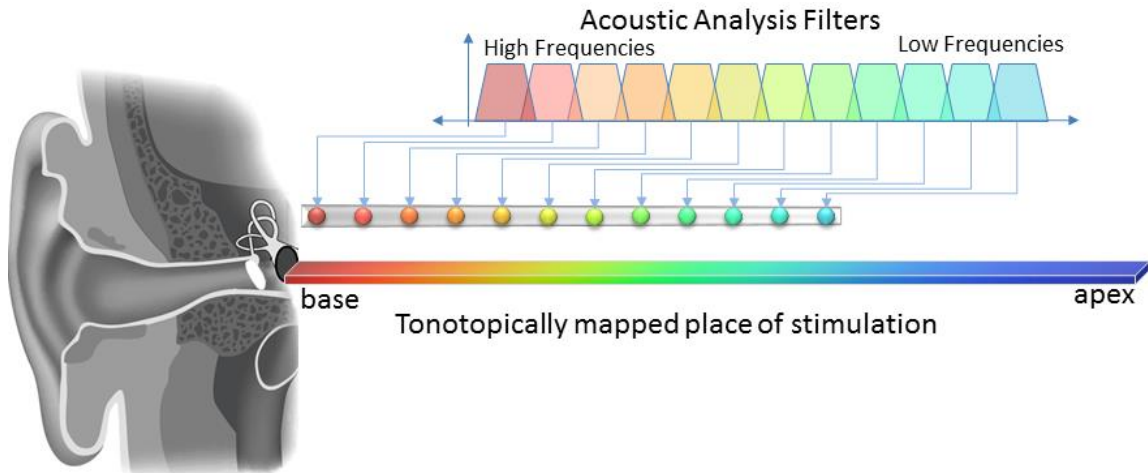 Acoustic Analysis Filters
High Frequencies
Low Frequencies
base
apex
Tonotopically mapped place of stimulation